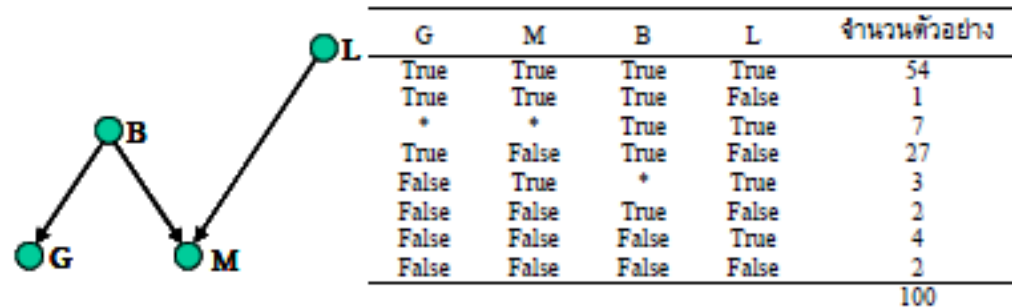 L
B
G
M
G M B L จำนวนตัวอย่าง
True True True True 54
True True True False 1
* * True True 7
True False True False 27
False True * True 3
False False True False 2
False False False True 4
False False False False 2
100